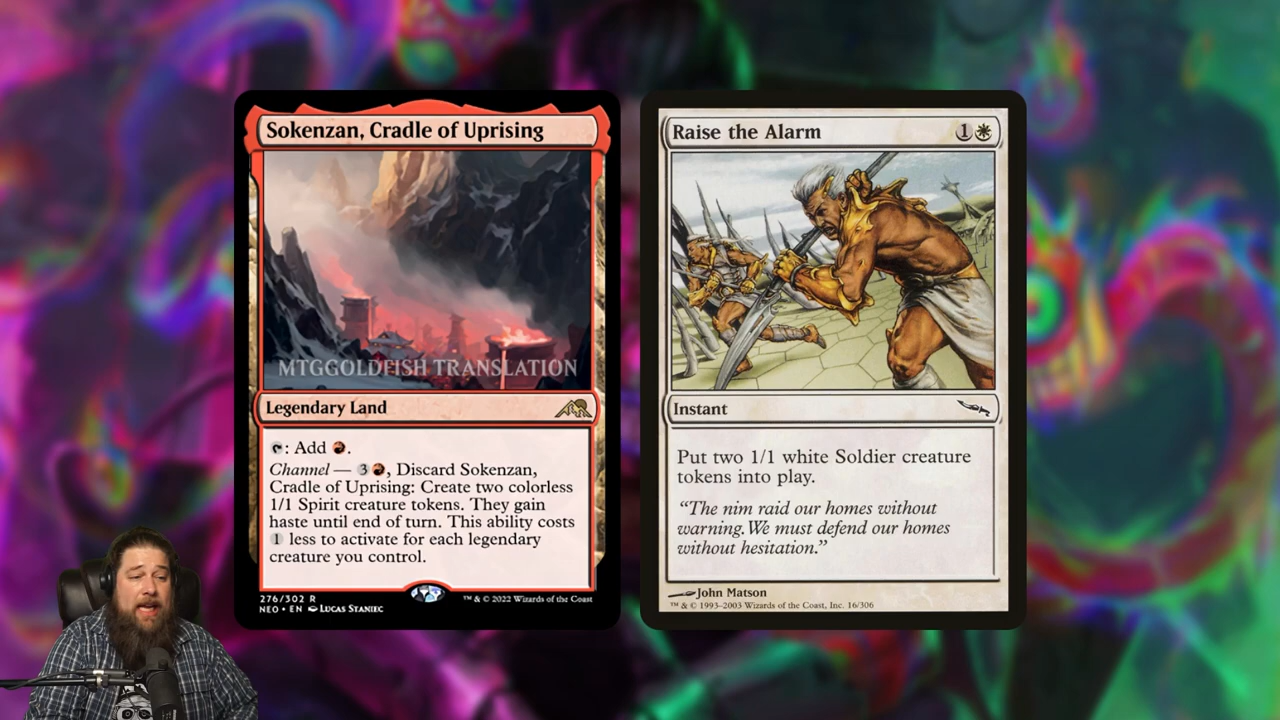 Sokenzan, Cradle of Uprising
MTGGOLDFISH TRANSLATION
Legendary Land
: Add .
Channel — 3 , Discard Sokenzan,
Cradle of Uprising: Create two colorless
1/1 Spirit creature tokens. They gain
haste until end of turn. This ability costs
1 less to activate for each legendary
creature you control.
276/302 R
NEO • EN Lucas Staniec
™ & © 2022 Wizards of the Coast
Raise the Alarm
1
Instant
Put two 1/1 white Soldier creature
tokens into play.
“The nim raid our homes without
warning. We must defend our homes
without hesitation.”
John Matson
™ & © 1993–2003 Wizards of the Coast, Inc. 16/306